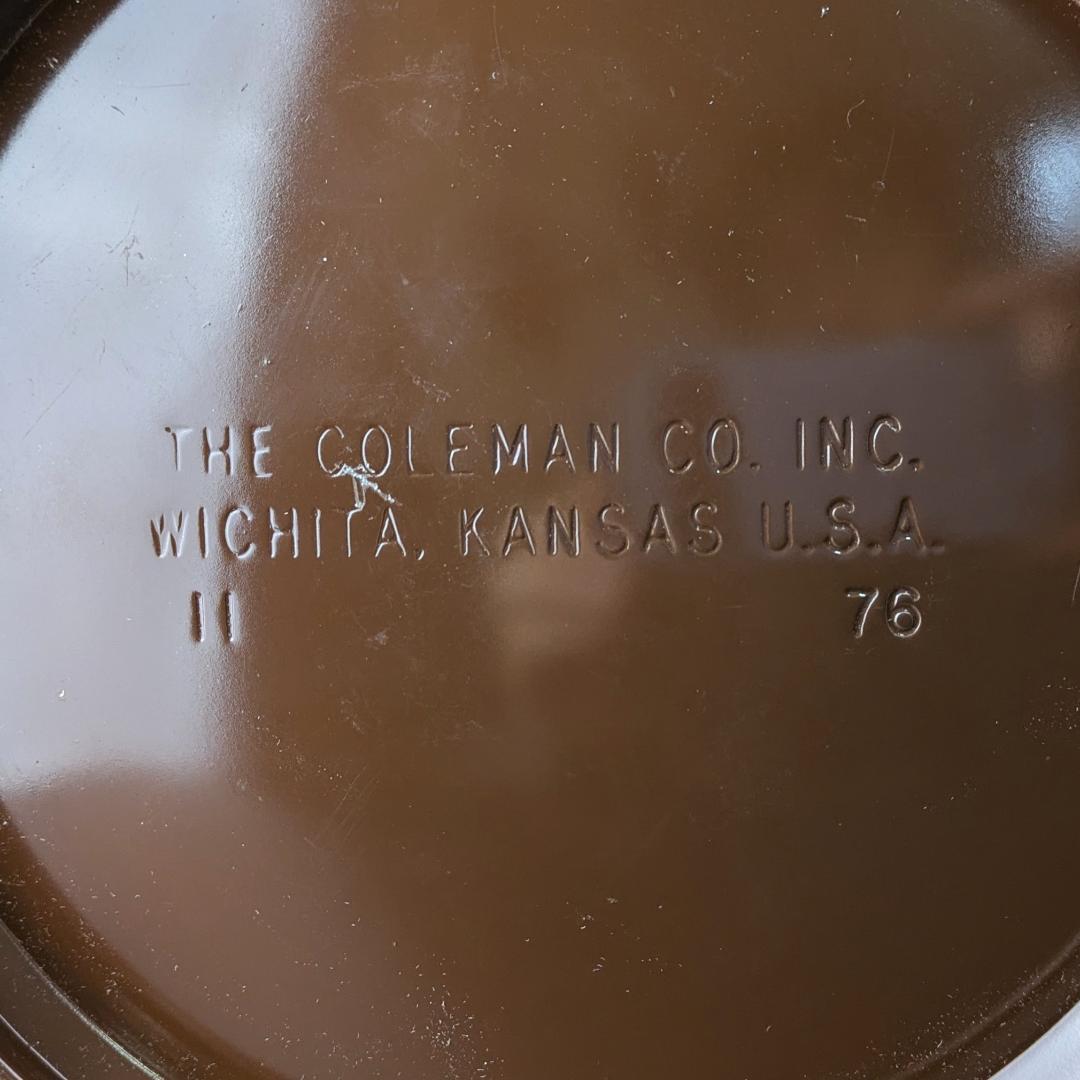 THE COLEMAN CO. INC.
WICHITA, KANSAS U.S.A.
11 76